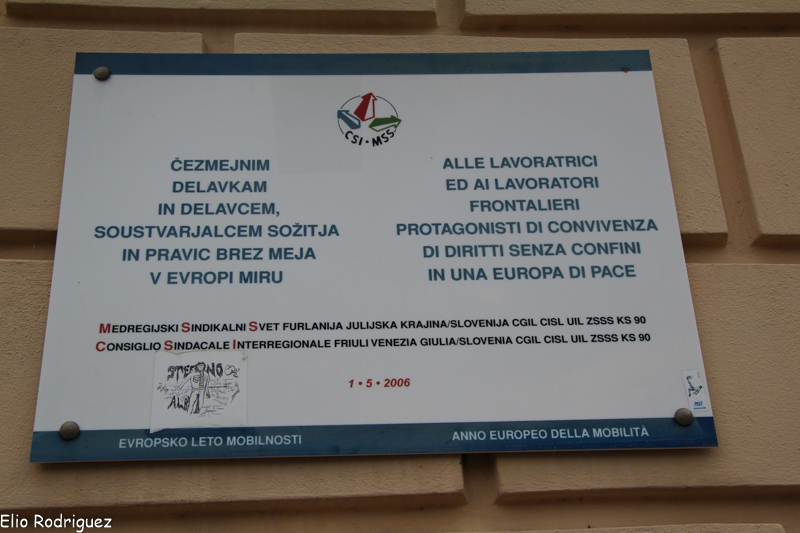 CSI • MSS
ČEZMEJNIM
DELAVKAM
IN DELAVCEM,
SOUSTVARJALCEM SOŽITJA
IN PRAVIC BREZ MEJA
V EVROPI MIRU
ALLE LAVORATRICI
ED AI LAVORATORI
FRONTALIERI
PROTAGONISTI DI CONVIVENZA
DI DIRITTI SENZA CONFINI
IN UNA EUROPA DI PACE
MEDREGIJSKI SINDIKALNI SVET FURLANIJA JULIJSKA KRAJINA/SLOVENIJA CGIL CISL UIL ZSSS KS 90
CONSIGLIO SINDACALE INTERREGIONALE FRIULI VENEZIA GIULIA/SLOVENIA CGIL CISL UIL ZSSS KS 90
1 • 5 • 2006
EVROPSKO LETO MOBILNOSTI
ANNO EUROPEO DELLA MOBILITÀ
Elio Rodriguez